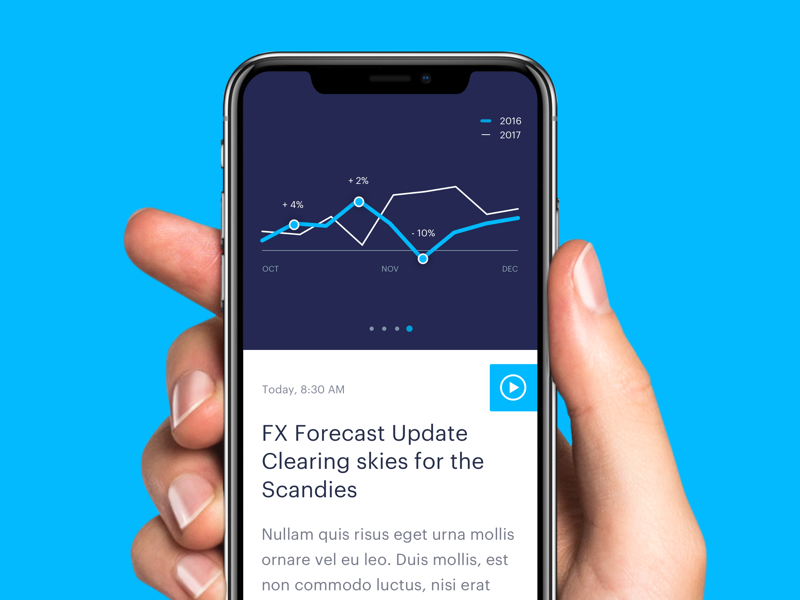 2016
2017
+ 2%
+ 4%
- 10%
OCT NOV DEC
Today, 8:30 AM
FX Forecast Update
Clearing skies for the
Scandies
Nullam quis risus eget urna mollis
ornare vel eu leo. Duis mollis, est
non commodo luctus, nisi erat